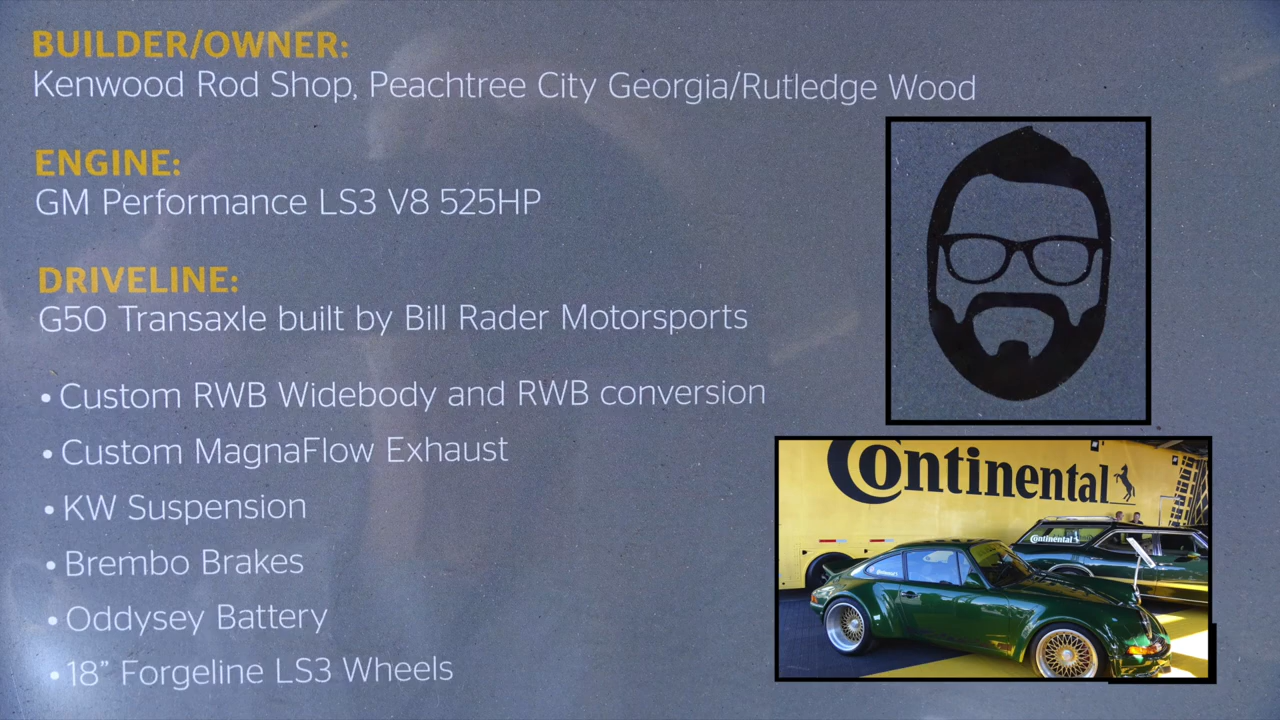 BUILDER/OWNER:
Kenwood Rod Shop, Peachtree City Georgia/Rutledge Wood
ENGINE:
GM Performance LS3 V8 525HP
DRIVELINE:
G50 Transaxle built by Bill Rader Motorsports
• Custom RWB Widebody and RWB conversion
• Custom MagnaFlow Exhaust
• KW Suspension
• Brembo Brakes
• Oddysey Battery
• 18” Forgeline LS3 Wheels
Continental
Continental